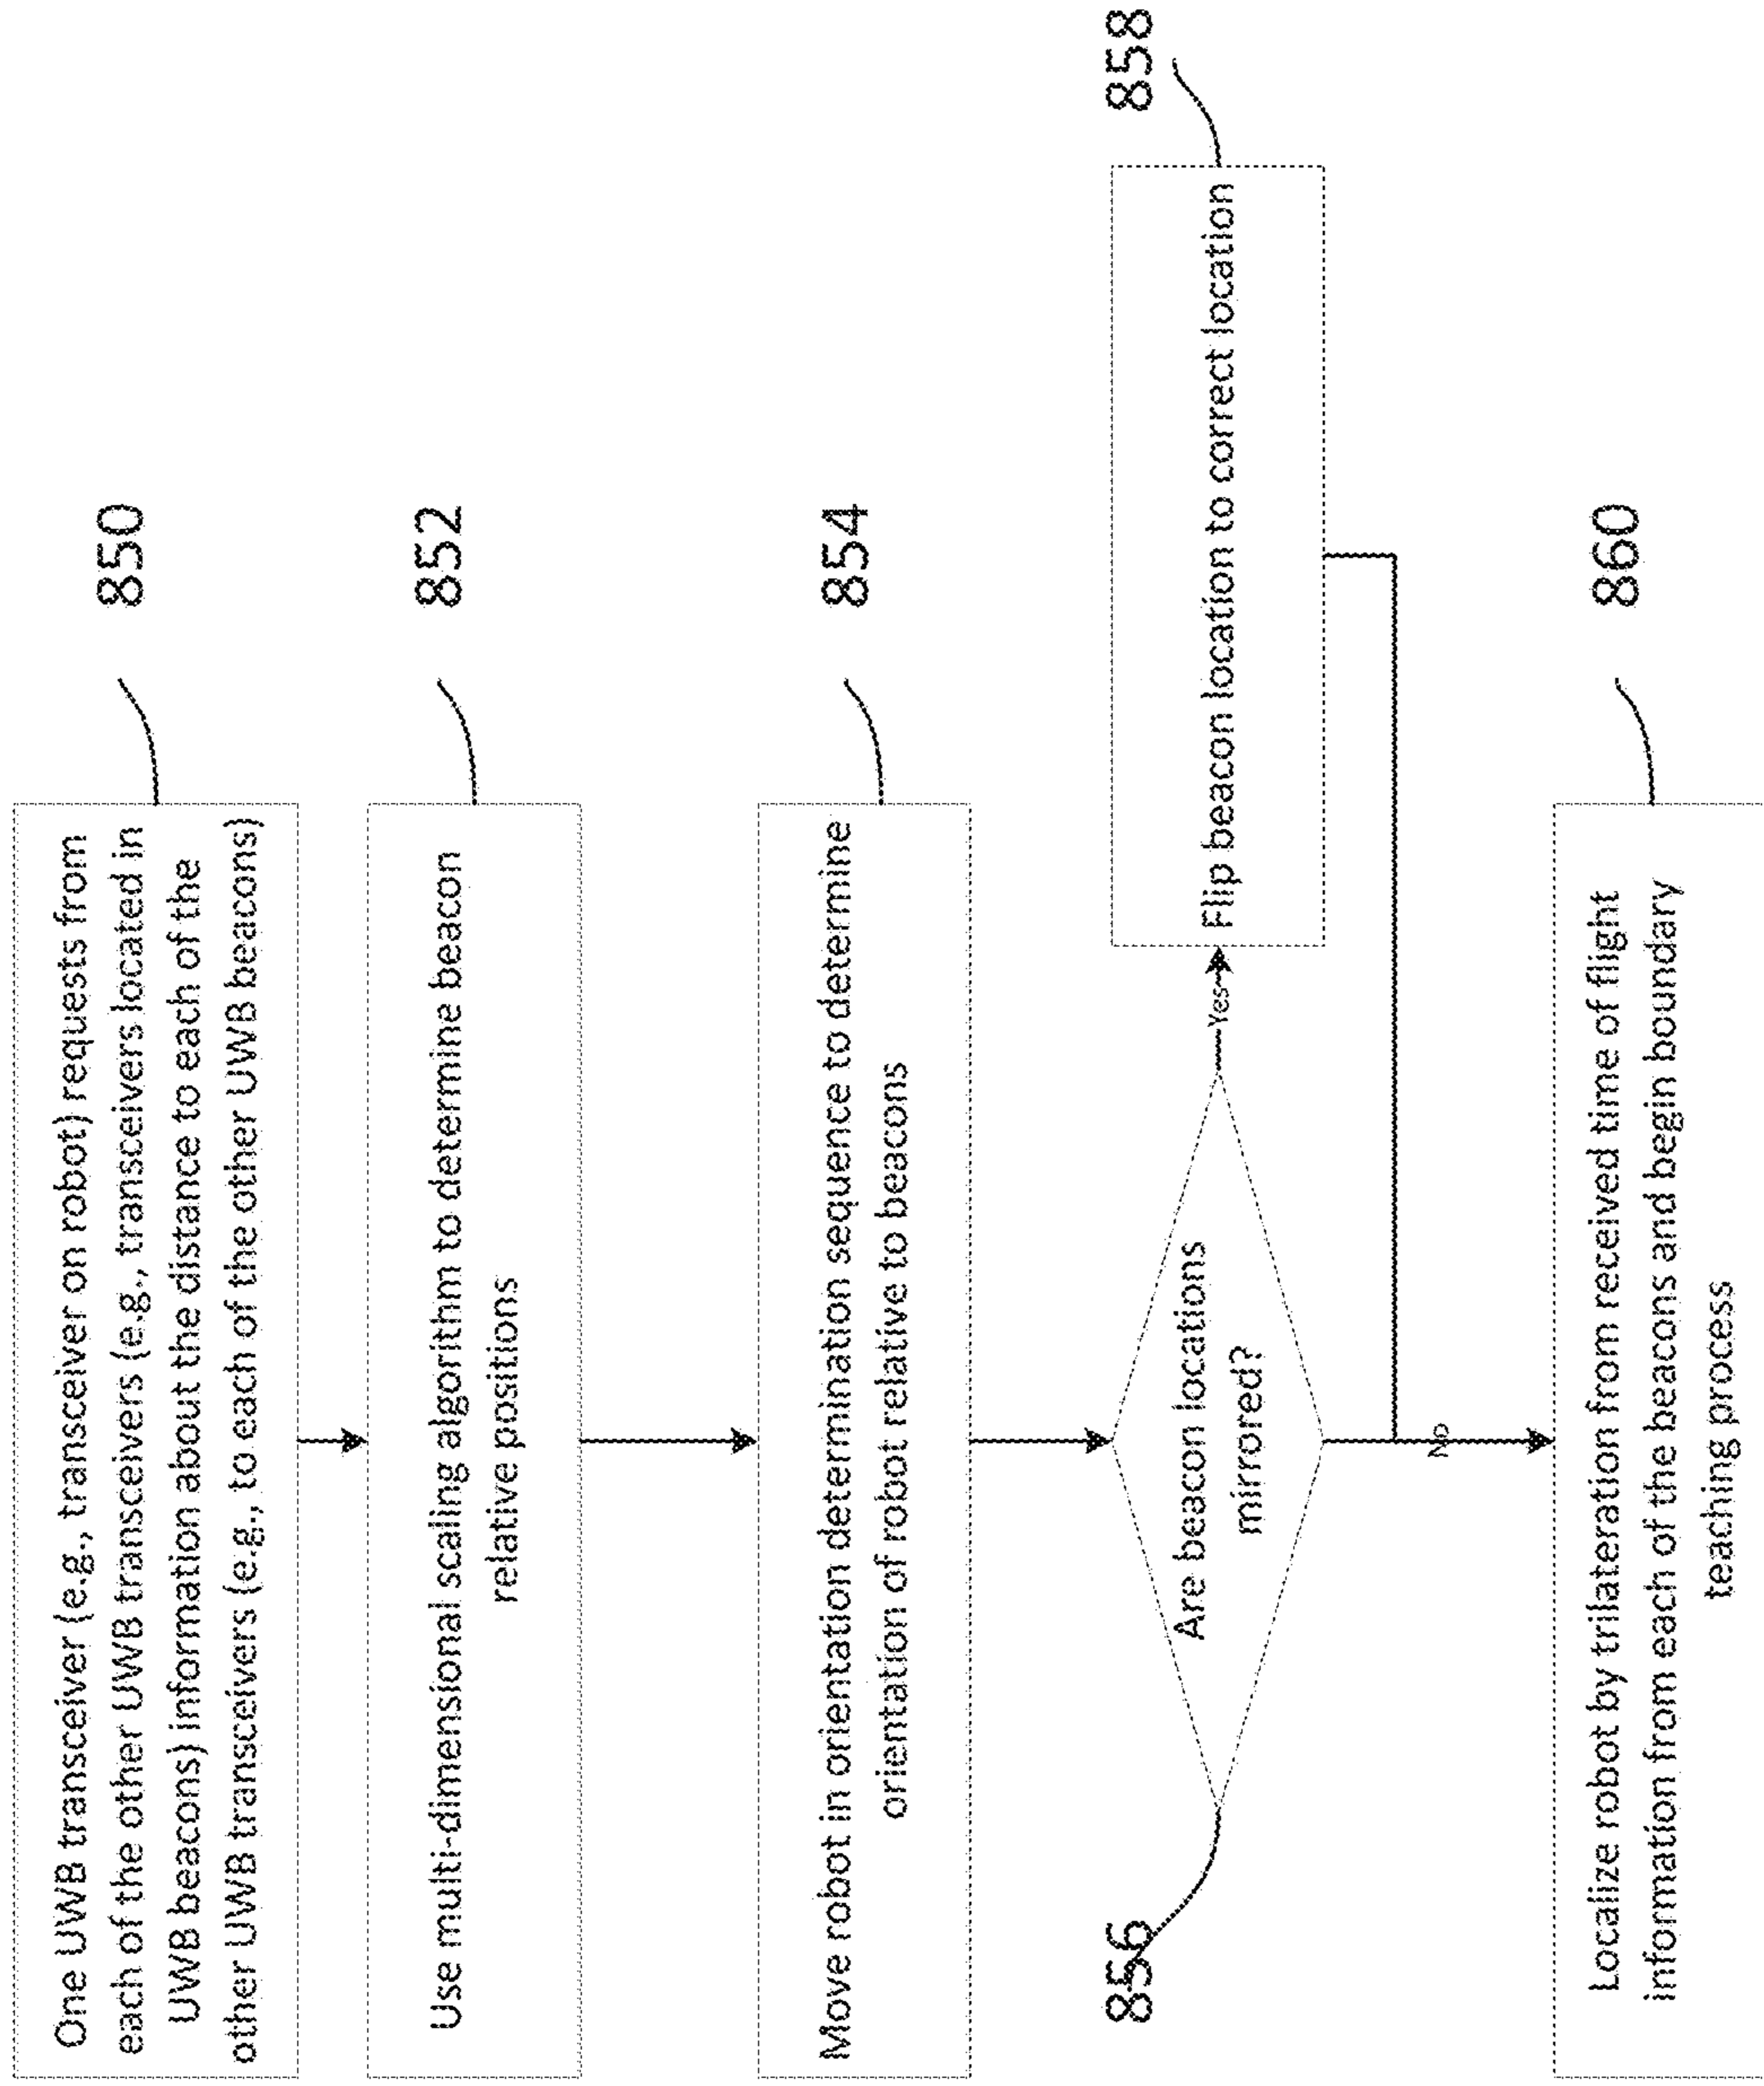 One UWB transceiver (e.g., transceiver on robot) requests from
each of the other UWB transceivers (e.g., transceivers located in
UWB beacons) information about the distance to each of the
other UWB transceivers (e.g., to each of the other UWB beacons)
850
Use multi-dimensional scaling algorithm to determine beacon
relative positions
852
Move robot in orientation determination sequence to determine
orientation of robot relative to beacons
854
856
Are beacon locations
mirrored?
Yes
Flip beacon location to correct location
858
No
Localize robot by trilateration from received time of flight
information from each of the beacons and begin boundary
teaching process
860